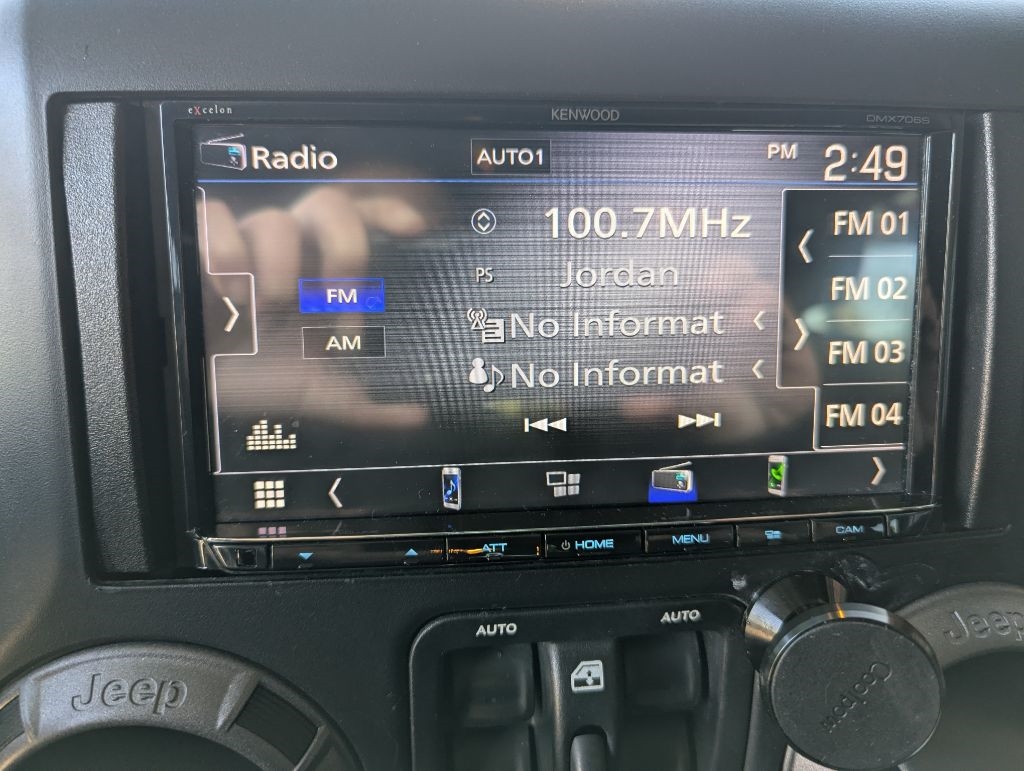 eXcelon
KENWOOD
DMX706S
Radio
AUTO1
PM 2:49
100.7MHz
PS Jordan
No Informat
No Informat
FM
AM
FM 01
FM 02
FM 03
FM 04
ATT
HOME
MENU
CAM
AUTO
AUTO
Jeep
Jeep